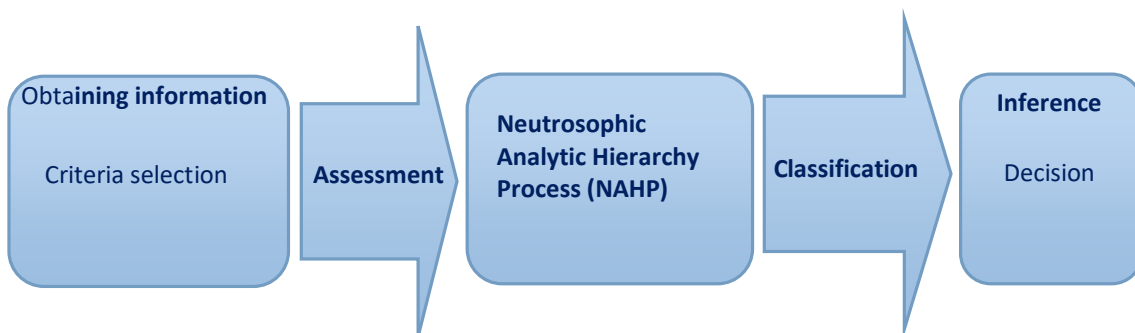 Obtaining information
Criteria selection
Assessment
Neutrosophic
Analytic Hierarchy
Process (NAHP)
Classification
Inference
Decision